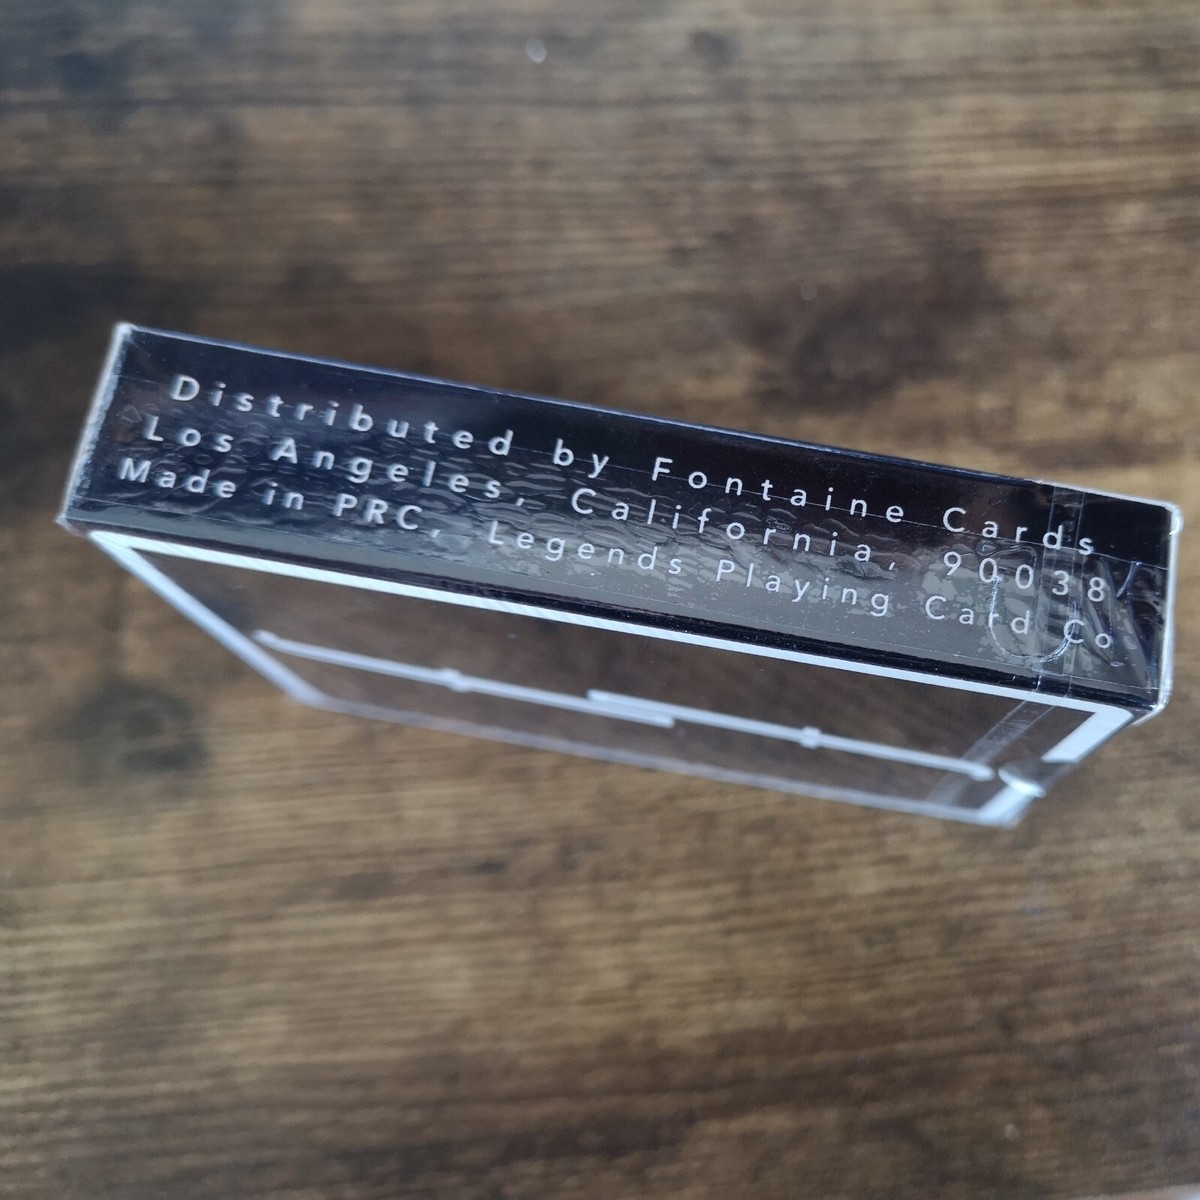 Distributed by Fontaine Cards
Los Angeles, California, 90038
Made in PRC, Legends Playing Card Co